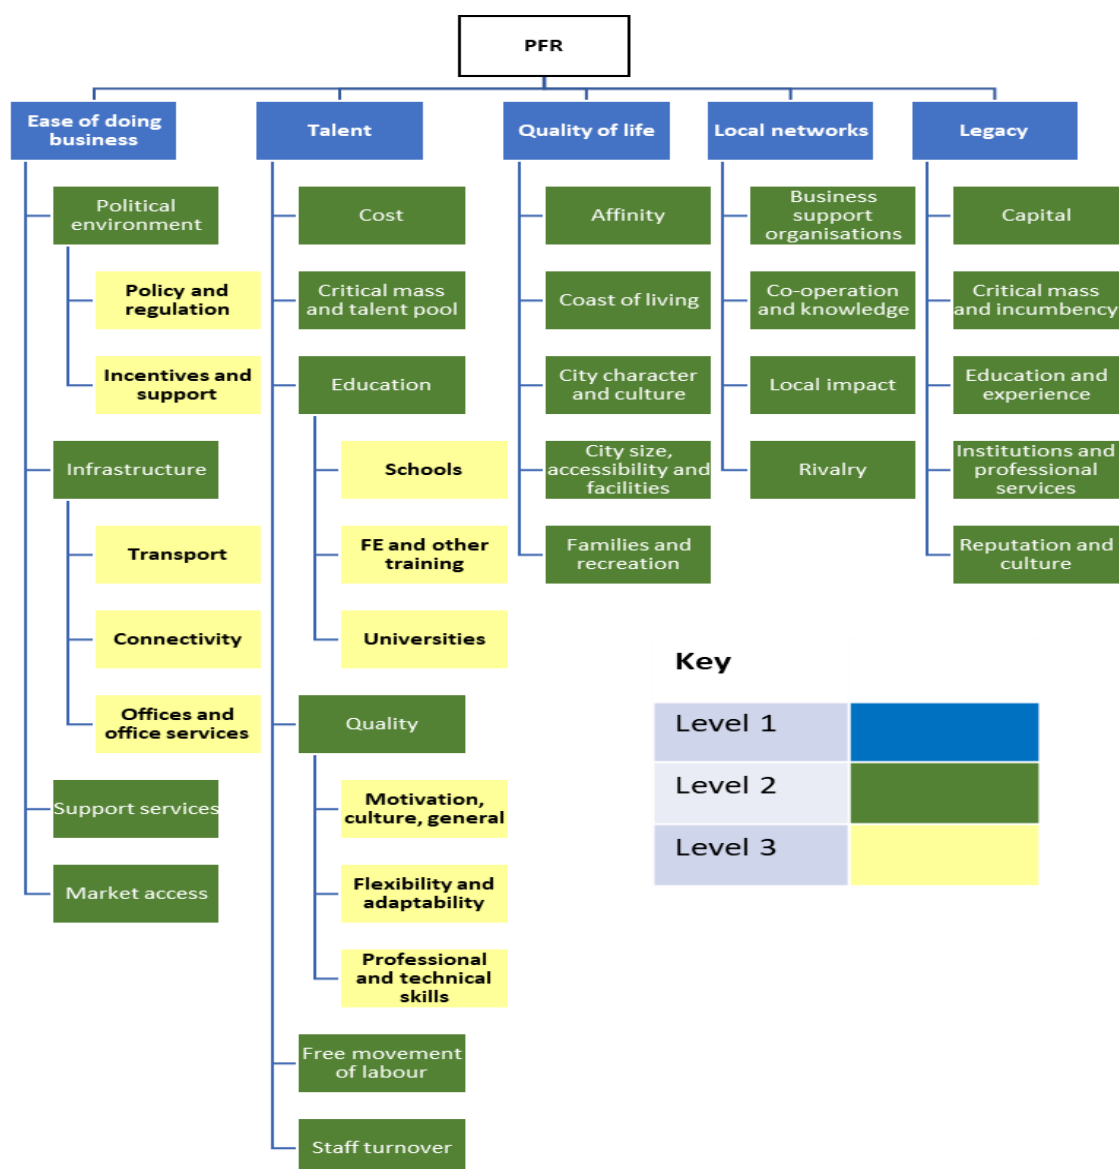 PFR
Ease of doing
business
Political
environment
Policy and
regulation
Incentives and
support
Infrastructure
Transport
Connectivity
Offices and
office services
Support services
Market access
Talent
Cost
Critical mass
and talent pool
Education
Schools
FE and other
training
Universities
Quality
Motivation,
culture, general
Flexibility and
adaptability
Professional
and technical
skills
Free movement
of labour
Staff turnover
Quality of life
Affinity
Coast of living
City character
and culture
City size,
accessibility and
facilities
Families and
recreation
Local networks
Business
support
organisations
Co-operation
and knowledge
Local impact
Rivalry
Legacy
Capital
Critical mass
and incumbency
Education and
experience
Institutions and
professional
services
Reputation and
culture
Key
Level 1
Level 2
Level 3